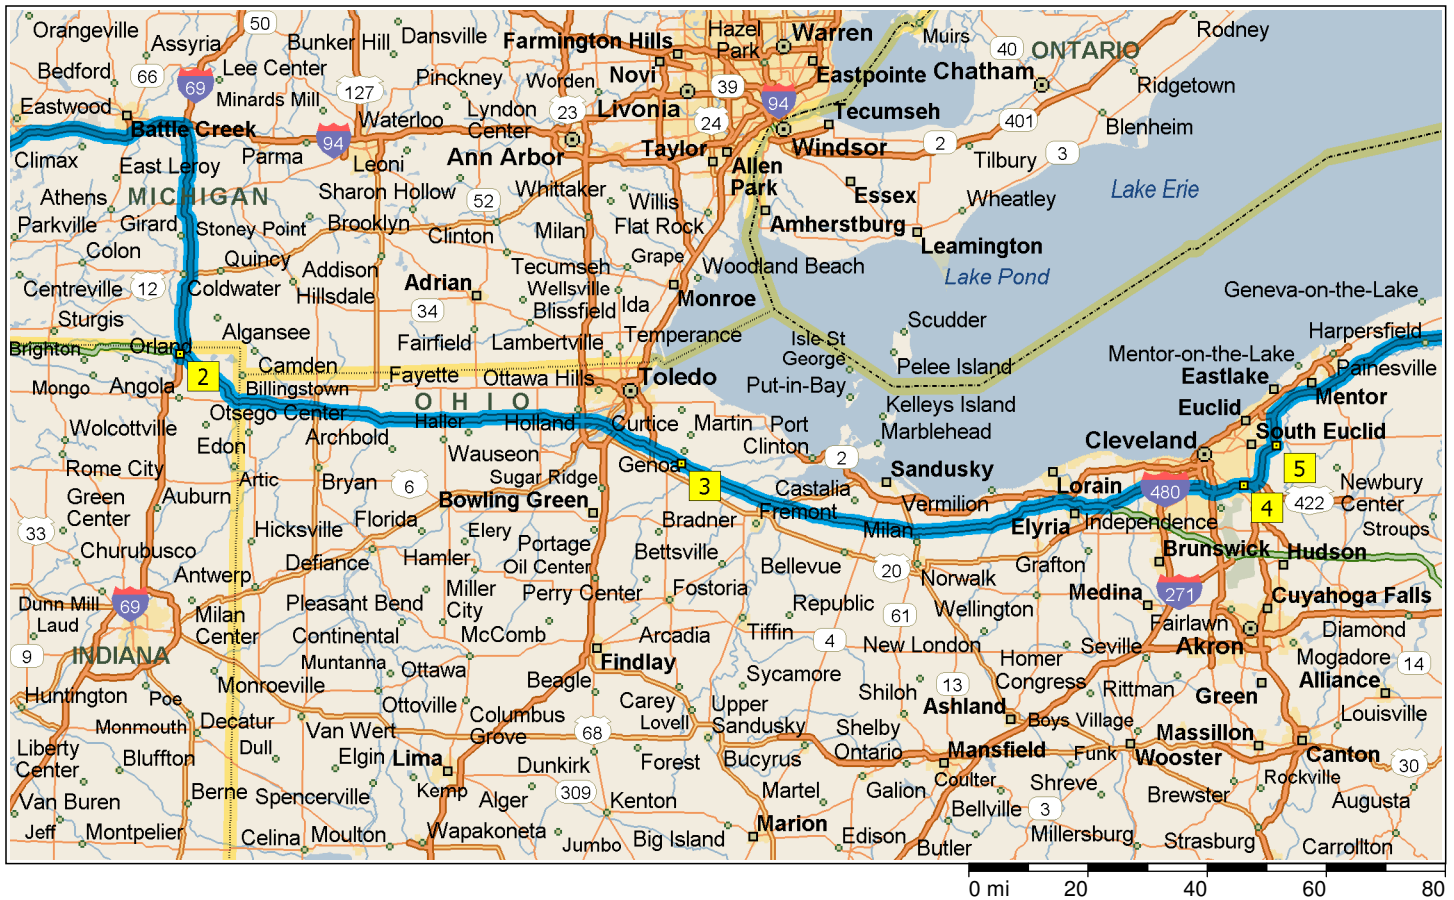 Orangeville
50
Bunker Hill
Dansville
Farmington Hills
Hazel
Park
Warren
Muirs
40
ONTARIO
Rodney
Assyria
Bedford
66
69
Lee Center
Minards Mill
127
Pinckney
Worden
Novi
39
Eastpointe
Chatham
Ridgetown
Eastwood
Battle Creek
94
Waterloo
Lyndon
Center
23
Livonia
24
94
Tecumseh
401
Blenheim
Climax
East Leroy
Parma
Leoni
Ann Arbor
Taylor
Allen
Park
Windsor
2
Tilbury
3
Athens
MICHIGAN
Sharon Hollow
52
Whittaker
Willis
Essex
Wheatley
Lake Erie
Parkville
Girard
Stoney Point
Brooklyn
Clinton
Milan
Flat Rock
Amherstburg
Leamington
Colon
Quincy
Addison
Tecumseh
Grape
Woodland Beach
Lake Pond
Centreville
12
Coldwater
Hillsdale
Adrian
Wellsville
Blissfield
Ida
Monroe
Geneva-on-the-Lake
Sturgis
Algansee
34
Fairfield
Lambertville
Temperance
Isle St
George
Scudder
Harpersfield
Brighton
Orland
Camden
Fayette
Ottawa Hills
Toledo
Put-in-Bay
Pelee Island
Mentor-on-the-Lake
Eastlake
Painesville
Mongo
Angola
2
Billingstown
OHIO
Kelleys Island
Euclid
Mentor
Otsego Center
Wolcottville
Edon
Archbold
Haller
Holland
Curtice
Martin
Port
Clinton
Marblehead
Cleveland
South Euclid
Rome City
Artic
Wauseon
Sugar Ridge
Genoa
3
2
Sandusky
Lorain
480
5
Newbury
Center
Green
Center
Auburn
Bryan
6
Bowling Green
Castalia
Vermilion
4
422
33
Hicksville
Florida
Elery
Portage
Oil Center
Bradner
Fremont
Milan
Elyria
Independence
Stroups
Churubusco
Defiance
Hamler
Bettsville
Bellevue
20
Norwalk
Grafton
Brunswick
Hudson
Antwerp
Miller
City
Perry Center
Fostoria
Medina
271
Cuyahoga Falls
Dunn Mill
69
Milan
Center
Pleasant Bend
Republic
61
Wellington
Fairlawn
Laud
Continental
McComb
Arcadia
Tiffin
4
New London
Seville
Akron
Diamond
9
INDIANA
Muntanna
Ottawa
Findlay
Sycamore
Homer
Congress
Mogadore
14
Huntington
Poe
Monroeville
Ottoville
Beagle
Carey
Upper
Sandusky
Shiloh
13
Ashland
Rittman
Green
Alliance
Monmouth
Decatur
Van Wert
Columbus
Grove
68
Lovell
Shelby
Boys Village
Massillon
Louisville
Liberty
Center
Bluffton
Dull
Elgin
Lima
Dunkirk
Forest
Bucyrus
Ontario
Mansfield
Funk
Wooster
Canton
30
Van Buren
Berne
Spencerville
Kemp
Alger
309
Kenton
Martel
Galion
Coulter
Shreve
Brewster
Rockville
Augusta
Jeff
Montpelier
Celina
Moulton
Wapakoneta
Jumbo
Big Island
Marion
Edison
Bellville
3
Butler
Millersburg
Strasburg
Carrollton
0 mi
20
40
60
80